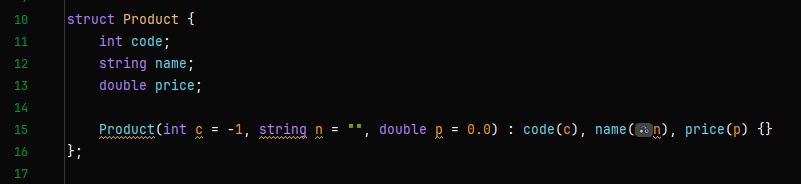 10 struct Product {
11     int code;
12     string name;
13     double price;
14
15     Product(int c = -1, string n = "", double p = 0.0) : code(c), name(n), price(p) {}
16 };
17